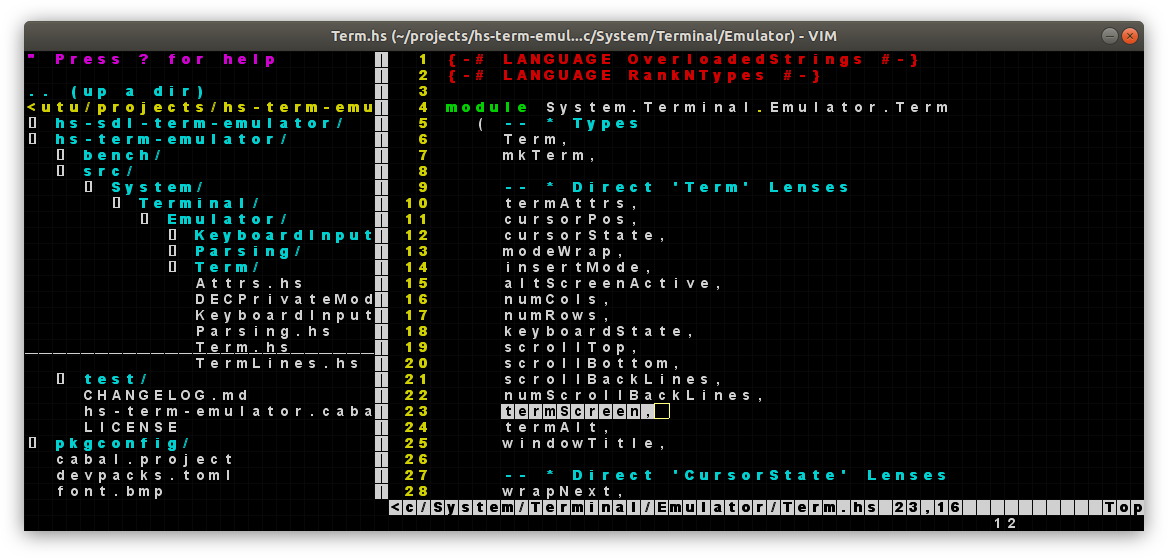 Term.hs (~/projects/hs-term-emul...c/System/Terminal/Emulator) - VIM
" Press ? for help
.. (up a dir)
<utu/projects/hs-term-emu
hs-sdl-term-emulator/
hs-term-emulator/
bench/
src/
System/
Terminal/
Emulator/
KeyboardInput
Parsing/
Term/
Attrs.hs
DECPrivateMod
KeyboardInput
Parsing.hs
Term.hs
TermLines.hs
test/
CHANGELOG.md
hs-term-emulator.caba
LICENSE
pkgconfig/
cabal.project
devpacks.toml
font.bmp
1 {-# LANGUAGE OverloadedStrings #-}
2 {-# LANGUAGE RankNTypes #-}
3
4 module System.Terminal.Emulator.Term
5 ( -- * Types
6 Term,
7 mkTerm,
8
9 -- * Direct 'Term' Lenses
10 termAttrs,
11 cursorPos,
12 cursorState,
13 modeWrap,
14 insertMode,
15 altScreenActive,
16 numCols,
17 numRows,
18 keyboardState,
19 scrollTop,
20 scrollBottom,
21 scrollBackLines,
22 numScrollBackLines,
23 termScreen,
24 termAlt,
25 windowTitle,
26
27 -- * Direct 'CursorState' Lenses
28 wrapNext,
<c/System/Terminal/Emulator/Term.hs 23,16 Top
12